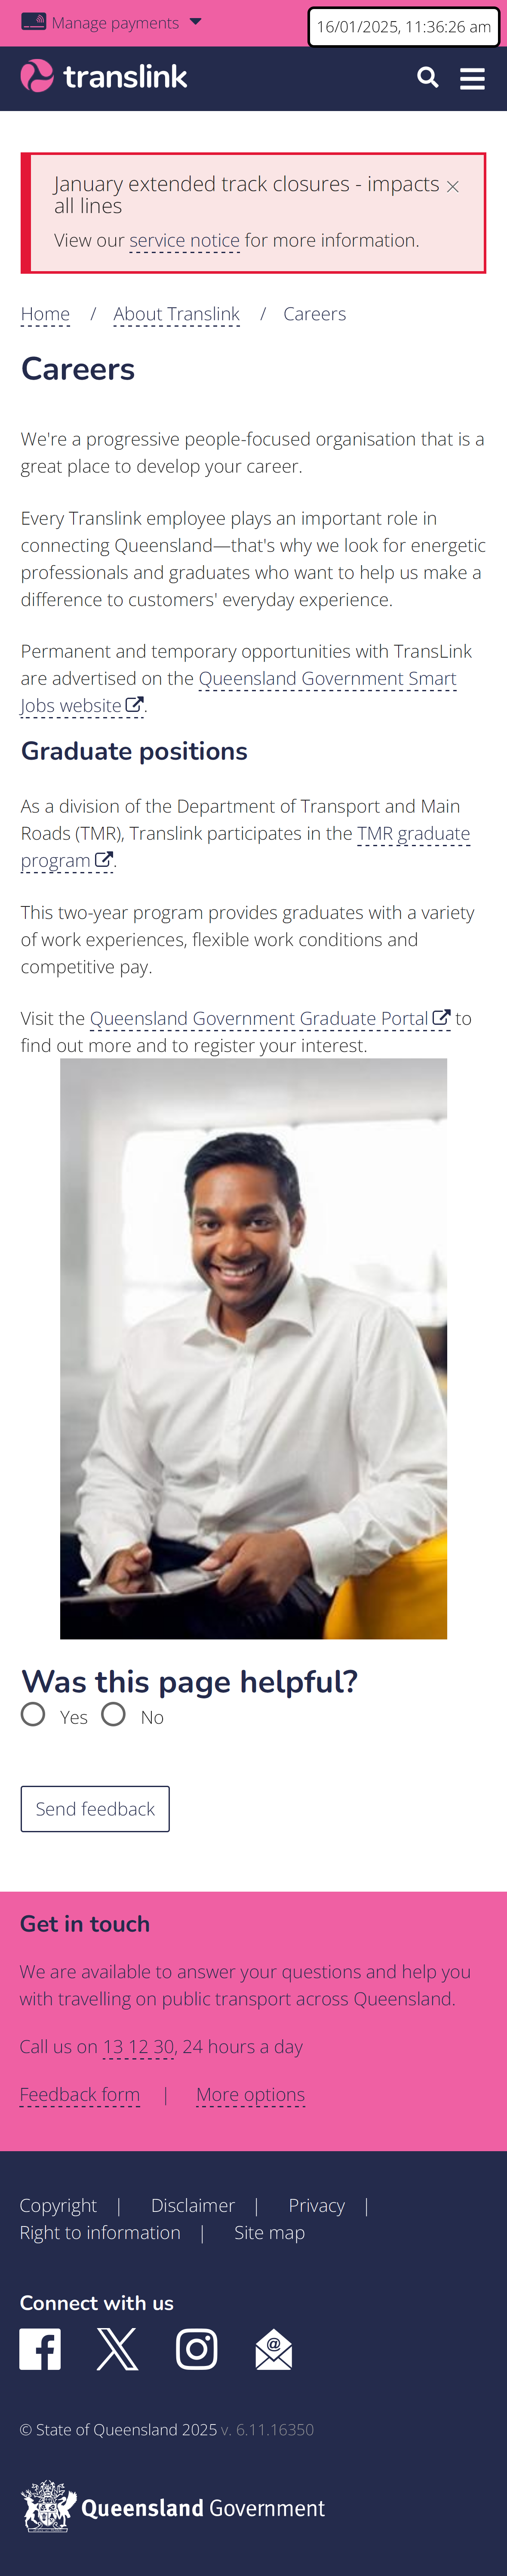 Manage payments
16/01/2025, 11:36:26 am
translink
January extended track closures - impacts
all lines
View our service notice for more information.
Home / About Translink / Careers
Careers
We're a progressive people-focused organisation that is a
great place to develop your career.
Every Translink employee plays an important role in
connecting Queensland—that's why we look for energetic
professionals and graduates who want to help us make a
difference to customers' everyday experience.
Permanent and temporary opportunities with TransLink
are advertised on the Queensland Government Smart
Jobs website.
Graduate positions
As a division of the Department of Transport and Main
Roads (TMR), Translink participates in the TMR graduate
program.
This two-year program provides graduates with a variety
of work experiences, flexible work conditions and
competitive pay.
Visit the Queensland Government Graduate Portal to
find out more and to register your interest.
Was this page helpful?
Yes No
Send feedback
Get in touch
We are available to answer your questions and help you
with travelling on public transport across Queensland.
Call us on 13 12 30, 24 hours a day
Feedback form | More options
Copyright | Disclaimer | Privacy |
Right to information | Site map
Connect with us
© State of Queensland 2025 v. 6.11.16350
Queensland Government